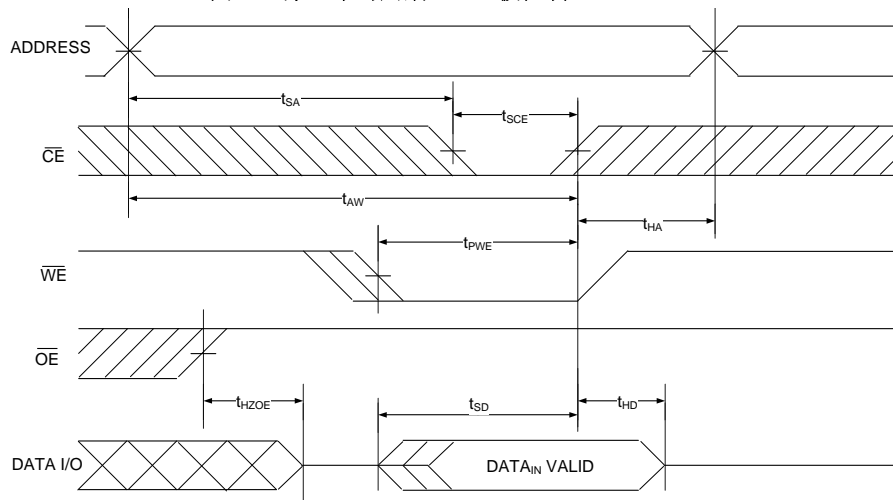 ADDRESS
tSA
tSCE
CE
tAW
tHA
tPWE
WE
OE
tHZOE
tSD
tHD
DATA I/O
DATAIN VALID